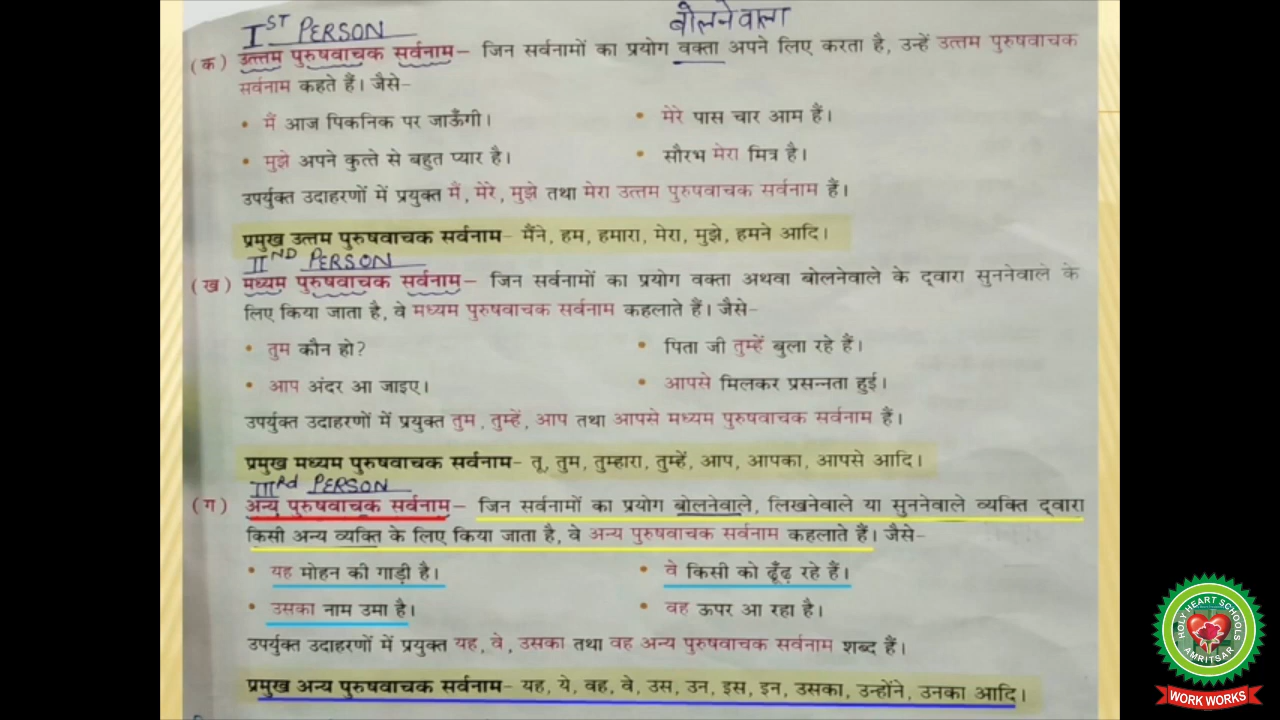 Iˢᵀ PERSON
बोलनेवाला
(क) उत्तम पुरुषवाचक सर्वनाम– जिन सर्वनामों का प्रयोग वक्ता अपने लिए करता है, उन्हें उत्तम पुरुषवाचक
सर्वनाम कहते हैं। जैसे–
• मैं आज पिकनिक पर जाऊँगी।
• मेरे पास चार आम हैं।
• मुझे अपने कुत्ते से बहुत प्यार है।
• सौरभ मेरा मित्र है।
उपर्युक्त उदाहरणों में प्रयुक्त मैं, मेरे, मुझे तथा मेरा उत्तम पुरुषवाचक सर्वनाम हैं।
प्रमुख उत्तम पुरुषवाचक सर्वनाम– मैंने, हम, हमारा, मेरा, मुझे, हमने आदि।
IIᴺᴰ PERSON
(ख) मध्यम पुरुषवाचक सर्वनाम– जिन सर्वनामों का प्रयोग वक्ता अथवा बोलनेवाले के द्वारा सुननेवाले के
लिए किया जाता है, वे मध्यम पुरुषवाचक सर्वनाम कहलाते हैं। जैसे–
• तुम कौन हो?
• पिता जी तुम्हें बुला रहे हैं।
• आप अंदर आ जाइए।
• आपसे मिलकर प्रसन्नता हुई।
उपर्युक्त उदाहरणों में प्रयुक्त तुम, तुम्हें, आप तथा आपसे मध्यम पुरुषवाचक सर्वनाम हैं।
प्रमुख मध्यम पुरुषवाचक सर्वनाम– तू, तुम, तुम्हारा, तुम्हें, आप, आपका, आपसे आदि।
IIIᴿᵈ PERSON
(ग) अन्य पुरुषवाचक सर्वनाम– जिन सर्वनामों का प्रयोग बोलनेवाले, लिखनेवाले या सुननेवाले व्यक्ति द्वारा
किसी अन्य व्यक्ति के लिए किया जाता है, वे अन्य पुरुषवाचक सर्वनाम कहलाते हैं। जैसे–
• यह मोहन की गाड़ी है।
• वे किसी को ढूँढ़ रहे हैं।
• उसका नाम उमा है।
• वह ऊपर आ रहा है।
उपर्युक्त उदाहरणों में प्रयुक्त यह, वे, उसका तथा वह अन्य पुरुषवाचक सर्वनाम शब्द हैं।
प्रमुख अन्य पुरुषवाचक सर्वनाम– यह, ये, वह, वे, उस, उन, इस, इन, उसका, उन्होंने, उनका आदि।
HOLY HEART SCHOOLS
AMRITSAR
WORK WORKS